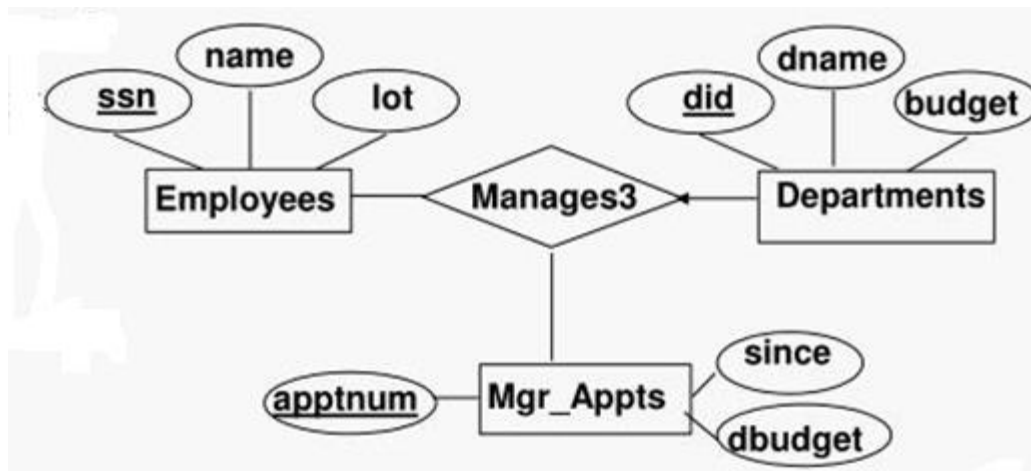 name
dname
ssn
lot
did
budget
Employees
Manages3
Departments
since
apptnum
Mgr_Appts
dbudget